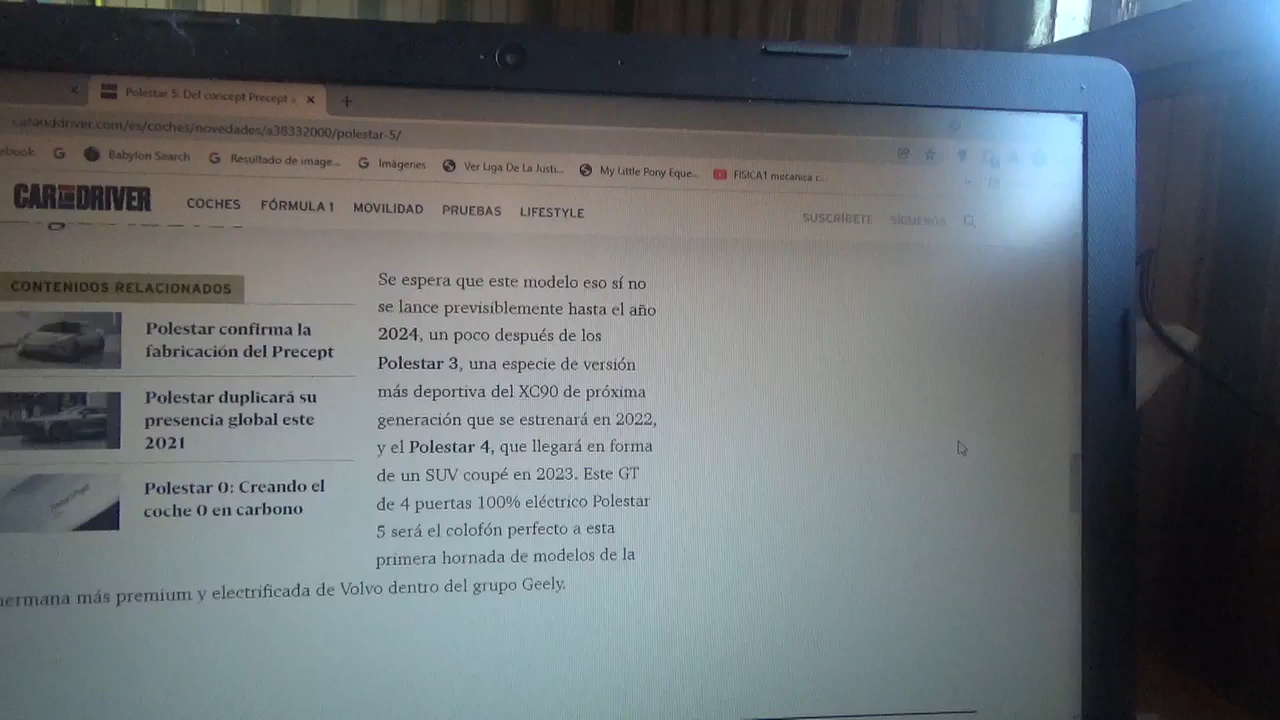 Polestar 5: Del concept Precept a
caranddriver.com/es/coches/novedades/a38332000/polestar-5/
ebook
Babylon Search
Resultado de image...
Imágenes
Ver Liga De La Justi...
My Little Pony Eque...
FISICA1 mecanica r...
CAR AND DRIVER
COCHES
FÓRMULA 1
MOVILIDAD
PRUEBAS
LIFESTYLE
SUSCRÍBETE
SÍGUENOS
CONTENIDOS RELACIONADOS
Polestar confirma la
fabricación del Precept
Polestar duplicará su
presencia global este
2021
Polestar 0: Creando el
coche 0 en carbono
Se espera que este modelo eso sí no
se lance previsiblemente hasta el año
2024, un poco después de los
Polestar 3, una especie de versión
más deportiva del XC90 de próxima
generación que se estrenará en 2022,
y el Polestar 4, que llegará en forma
de un SUV coupé en 2023. Este GT
de 4 puertas 100% eléctrico Polestar
5 será el colofón perfecto a esta
primera hornada de modelos de la
hermana más premium y electrificada de Volvo dentro del grupo Geely.